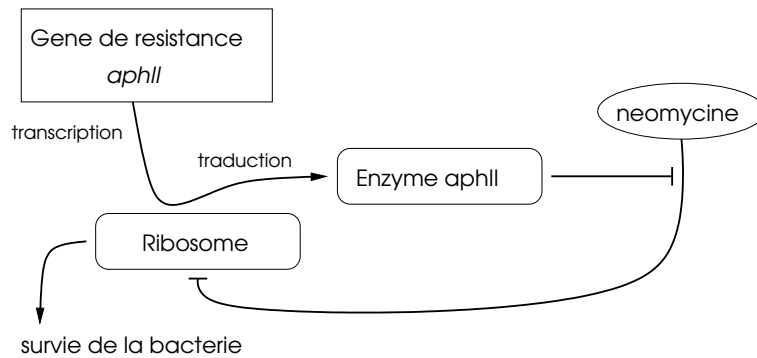 Gene de resistance
aphII
transcription
neomycine
traduction
Enzyme aphII
Ribosome
survie de la bacterie